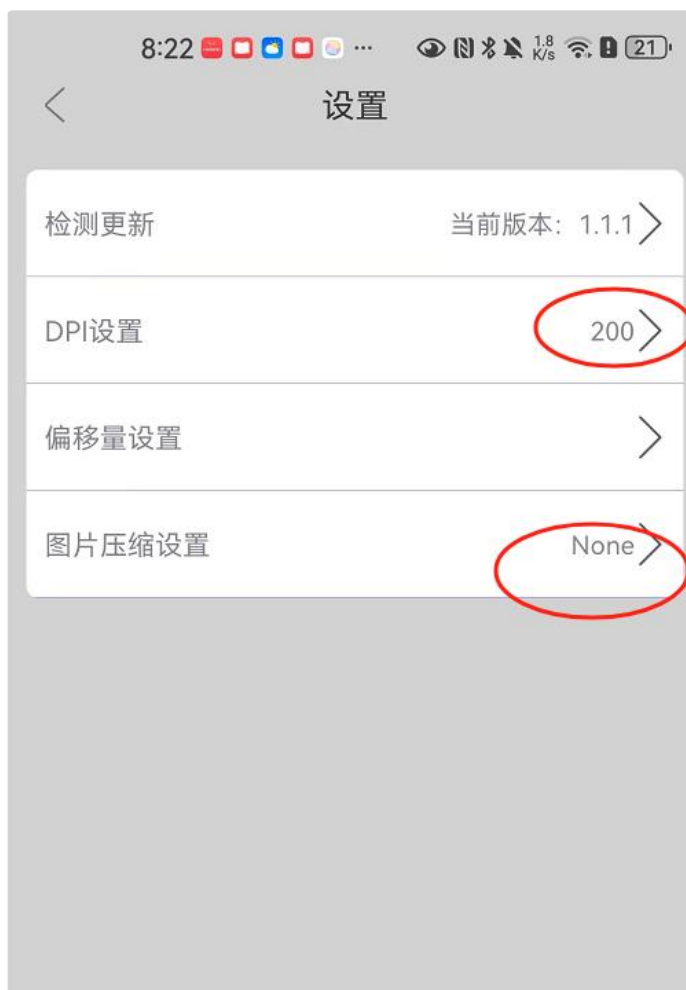 8:22 ··· 1.8 K/s 21
设置
检测更新 当前版本：1.1.1
DPI设置 200
偏移量设置
图片压缩设置 None